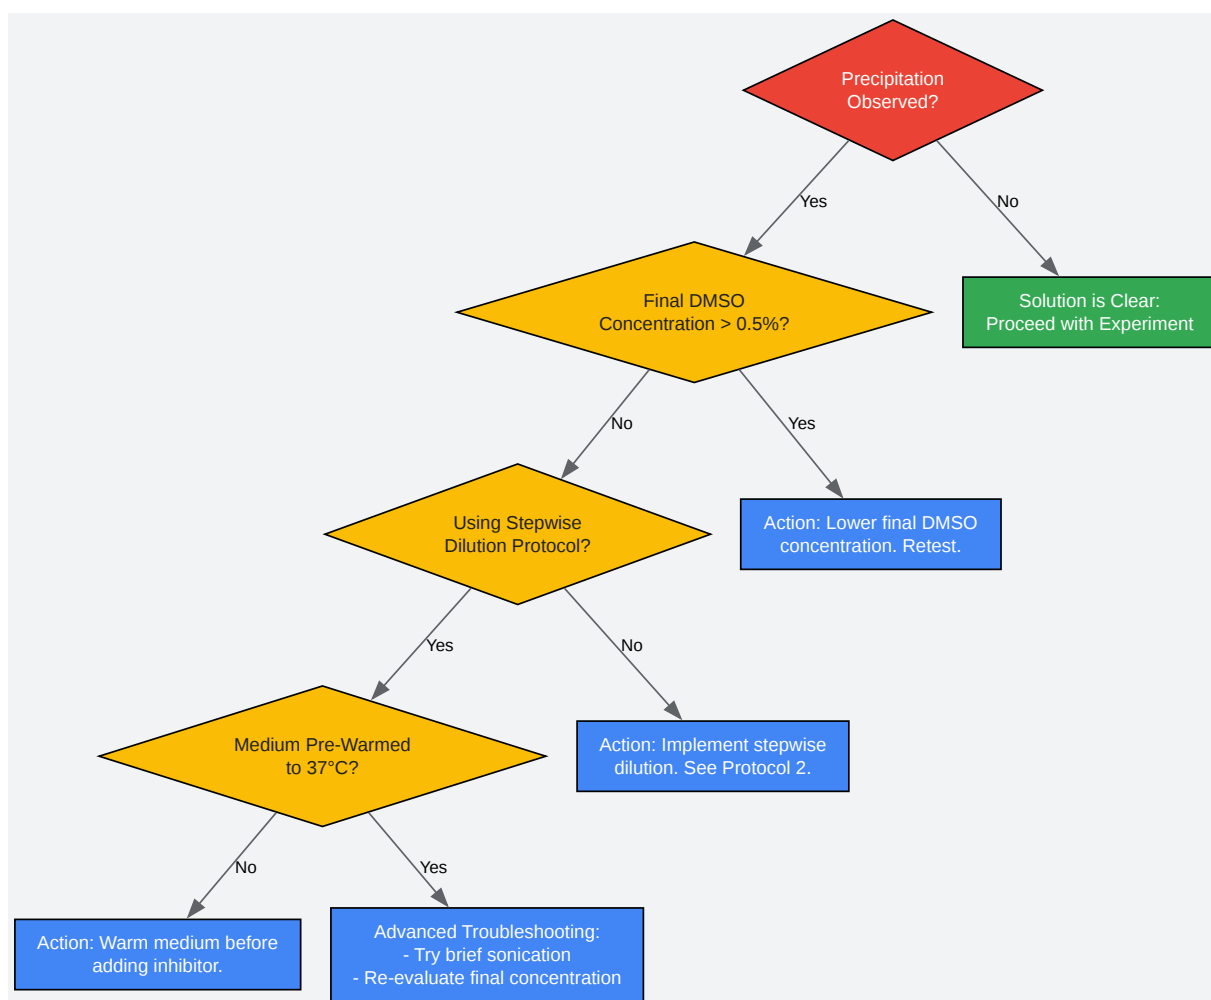 Precipitation
Observed?
Yes
No
Final DMSO
Concentration > 0.5%?
Solution is Clear:
Proceed with Experiment
No
Yes
Using Stepwise
Dilution Protocol?
Action: Lower final DMSO
concentration. Retest.
Yes
No
Medium Pre-Warmed
to 37°C?
Action: Implement stepwise
dilution. See Protocol 2.
No
Yes
Action: Warm medium before
adding inhibitor.
Advanced Troubleshooting:
- Try brief sonication
- Re-evaluate final concentration